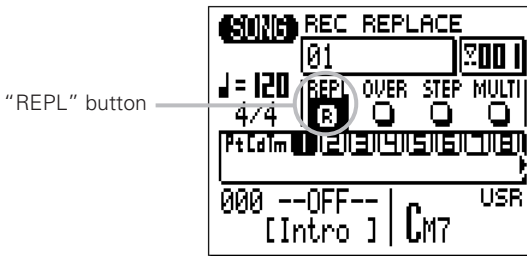 SONG REC REPLACE
01 001
♩=120 REPL OVER STEP MULTI
"REPL" button
4/4 R
PtCdTm 1 2 3 4 5 6 7 8
000 --OFF-- USR
[Intro ] CM7